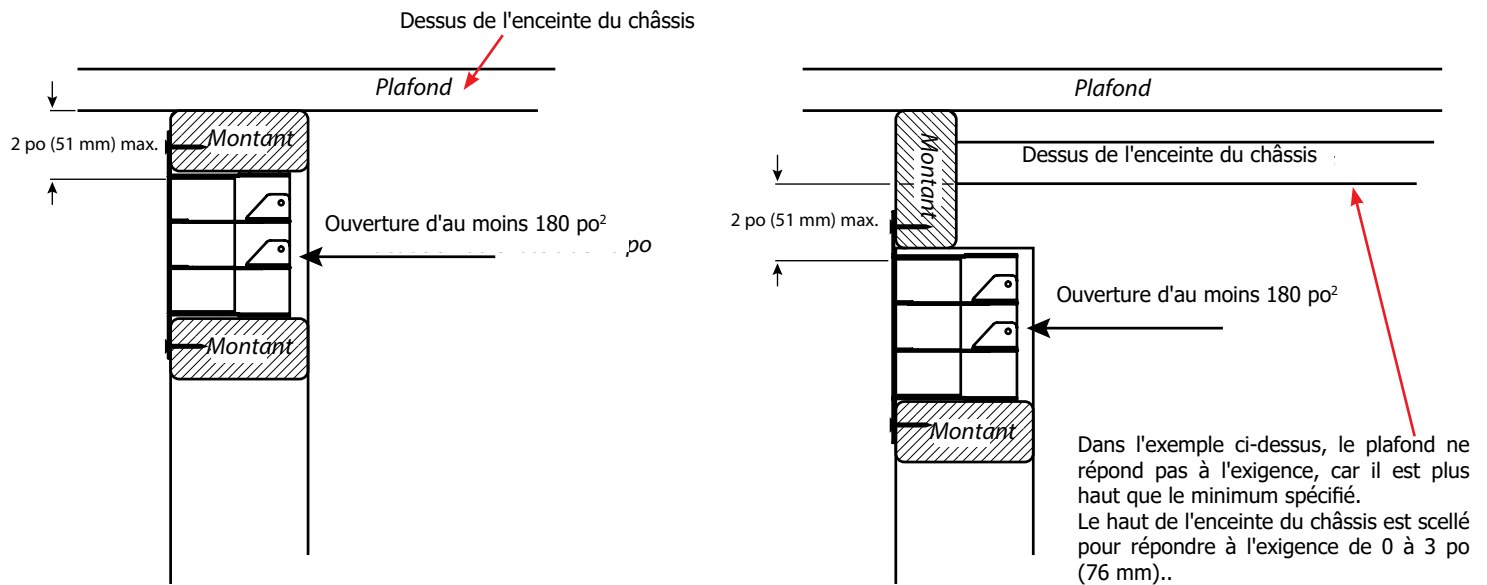 Dessus de l'enceinte du châssis
Plafond
2 po (51 mm) max.
Montant
Ouverture d'au moins 180 po²
po
Montant
Plafond
Montant
Dessus de l'enceinte du châssis
2 po (51 mm) max.
Ouverture d'au moins 180 po²
Montant
Dans l'exemple ci-dessus, le plafond ne
répond pas à l'exigence, car il est plus
haut que le minimum spécifié.
Le haut de l'enceinte du châssis est scellé
pour répondre à l'exigence de 0 à 3 po
(76 mm)..